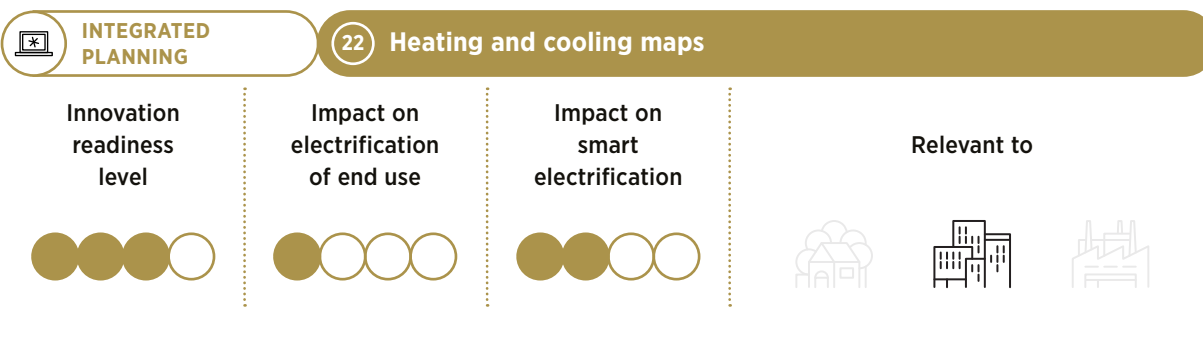 INTEGRATED
PLANNING
22 Heating and cooling maps
Innovation
readiness
level
Impact on
electrification
of end use
Impact on
smart
electrification
Relevant to